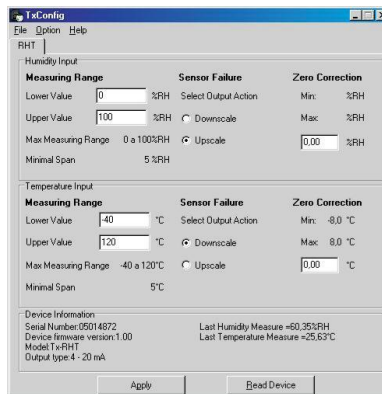 TxConfig
File Option Help
RHT
Humidity Input
Measuring Range Sensor Failure Zero Correction
Lower Value 0 %RH Select Output Action Min: %RH
Upper Value 100 %RH Downscale Max: %RH
Max Measuring Range 0 a 100%RH Upscale 0,00 %RH
Minimal Span 5 %RH
Temperature Input
Measuring Range Sensor Failure Zero Correction
Lower Value -40 °C Select Output Action Min: -8,0 °C
Upper Value 120 °C Downscale Max: 8,0 °C
Max Measuring Range -40 a 120°C Upscale 0,00 °C
Minimal Span 5°C
Device Information
Serial Number:05014872 Last Humidity Measure =60,35%RH
Device firmware version:1.00 Last Temperature Measure =25,63°C
Model:Tx-RHT
Output type:4 - 20 mA
Apply Read Device